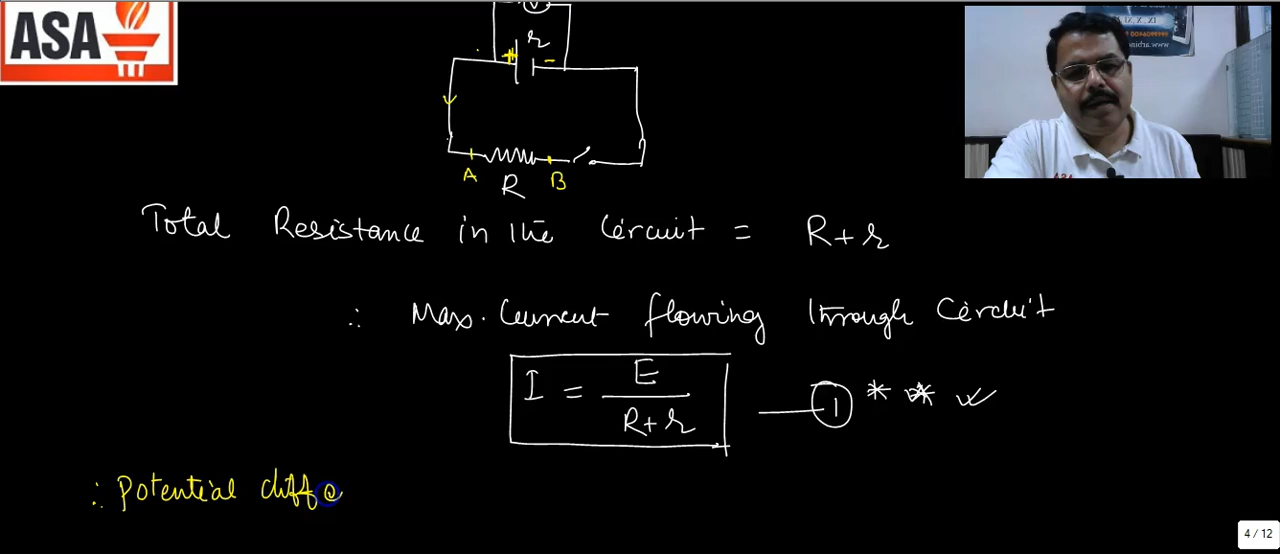 ASA
V
r
+ -
A B
R
Total Resistance in the Circuit = R+r
∴ Max. Current flowing through Circuit
I = E / R+r — 1 * * ✓
∴ Potential diffe
4 / 12